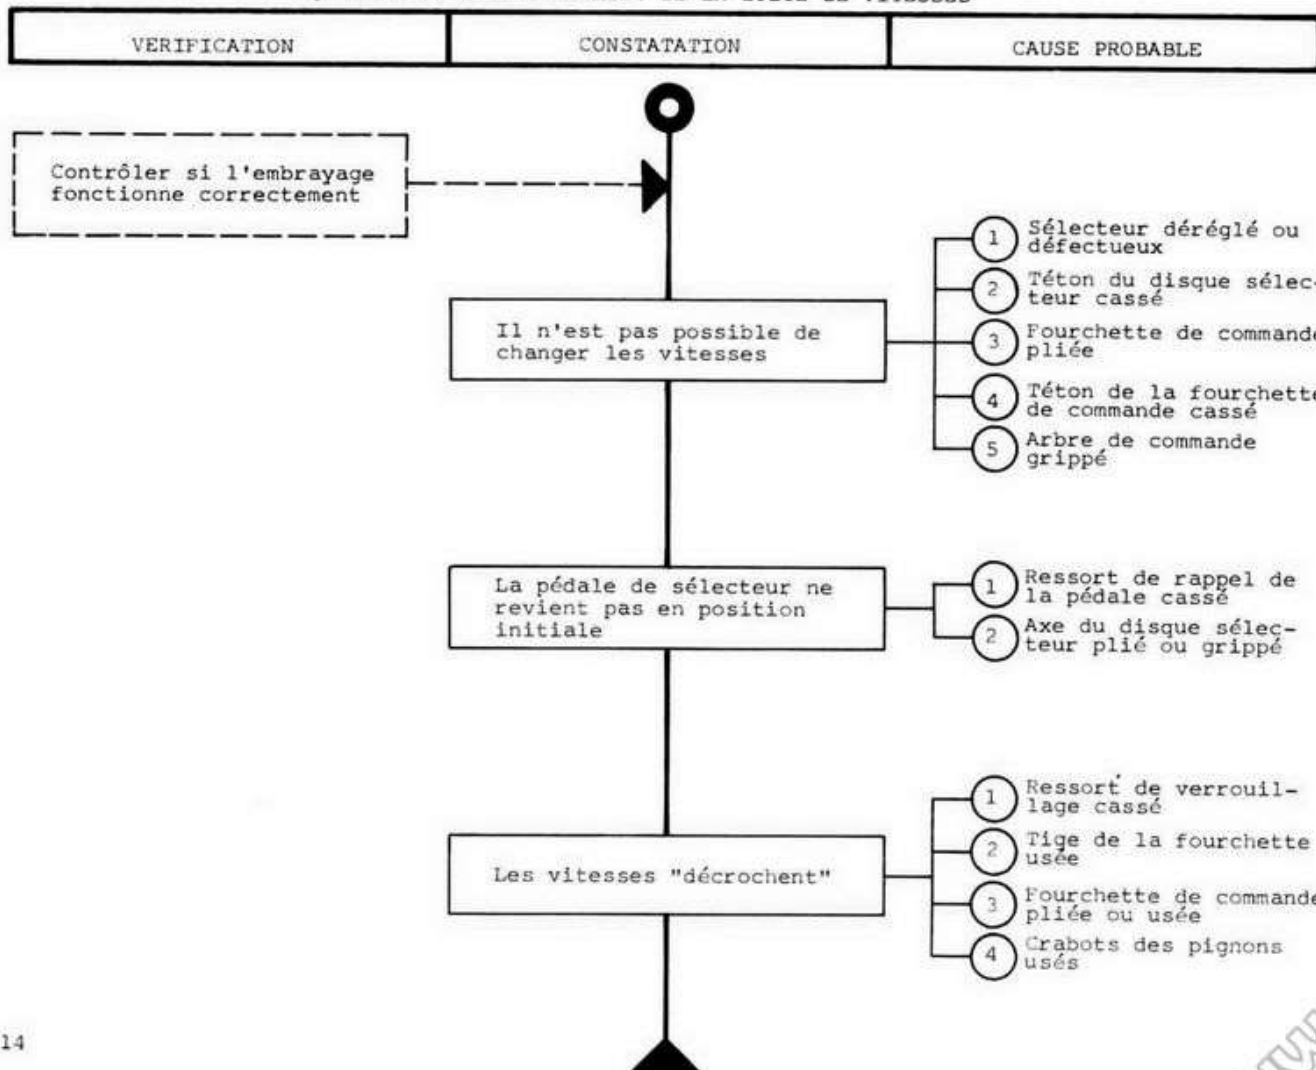 VERIFICATION
CONSTATATION
CAUSE PROBABLE
Contrôler si l'embrayage
fonctionne correctement
Il n'est pas possible de
changer les vitesses
1 Sélecteur déréglé ou
défectueux
2 Téton du disque sélec-
teur cassé
3 Fourchette de commande
pliée
4 Téton de la fourchette
de commande cassé
5 Arbre de commande
grippé
La pédale de sélecteur ne
revient pas en position
initiale
1 Ressort de rappel de
la pédale cassé
2 Axe du disque sélec-
teur plié ou grippé
Les vitesses "décrochent"
1 Ressort de verrouil-
lage cassé
2 Tige de la fourchette
usée
3 Fourchette de commande
pliée ou usée
4 Crabots des pignons
usés
14